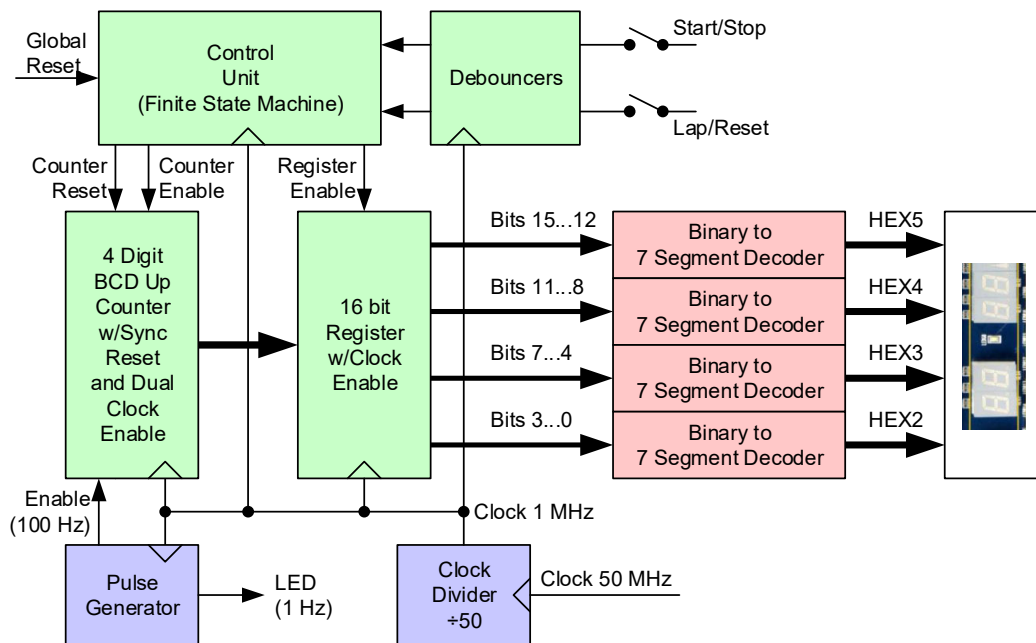 Global
Reset
Control
Unit
(Finite State Machine)
Debouncers
Start/Stop
Lap/Reset
Counter
Reset
Counter
Enable
Register
Enable
4 Digit
BCD Up
Counter
w/Sync
Reset
and Dual
Clock
Enable
16 bit
Register
w/Clock
Enable
Bits 15...12
Bits 11...8
Bits 7...4
Bits 3...0
Binary to
7 Segment Decoder
Binary to
7 Segment Decoder
Binary to
7 Segment Decoder
Binary to
7 Segment Decoder
HEX5
HEX4
HEX3
HEX2
Enable
(100 Hz)
Clock 1 MHz
Pulse
Generator
LED
(1 Hz)
Clock
Divider
÷50
Clock 50 MHz